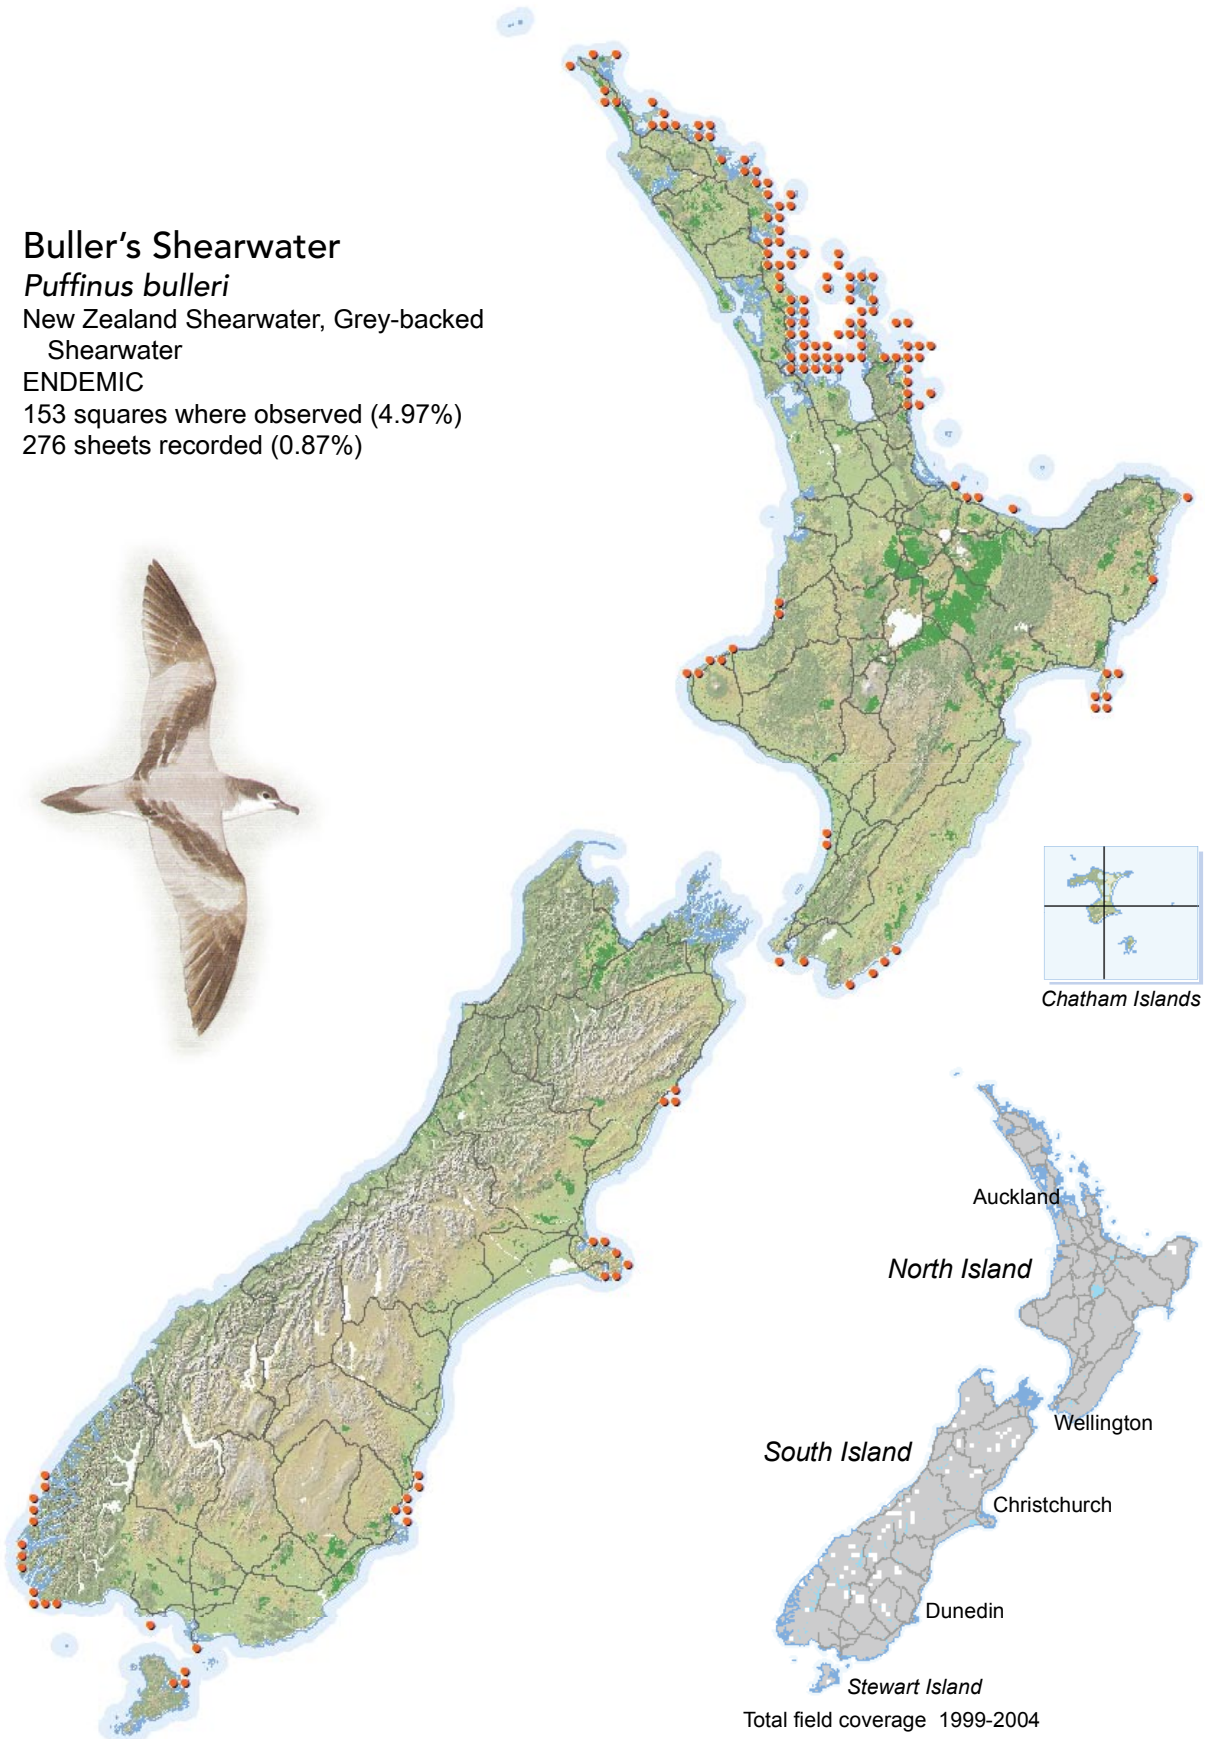 Buller’s Shearwater
Puffinus bulleri
New Zealand Shearwater, Grey-backed
Shearwater
ENDEMIC
153 squares where observed (4.97%)
276 sheets recorded (0.87%)
Chatham Islands
Auckland
North Island
Wellington
South Island
Christchurch
Dunedin
Stewart Island
Total field coverage 1999-2004